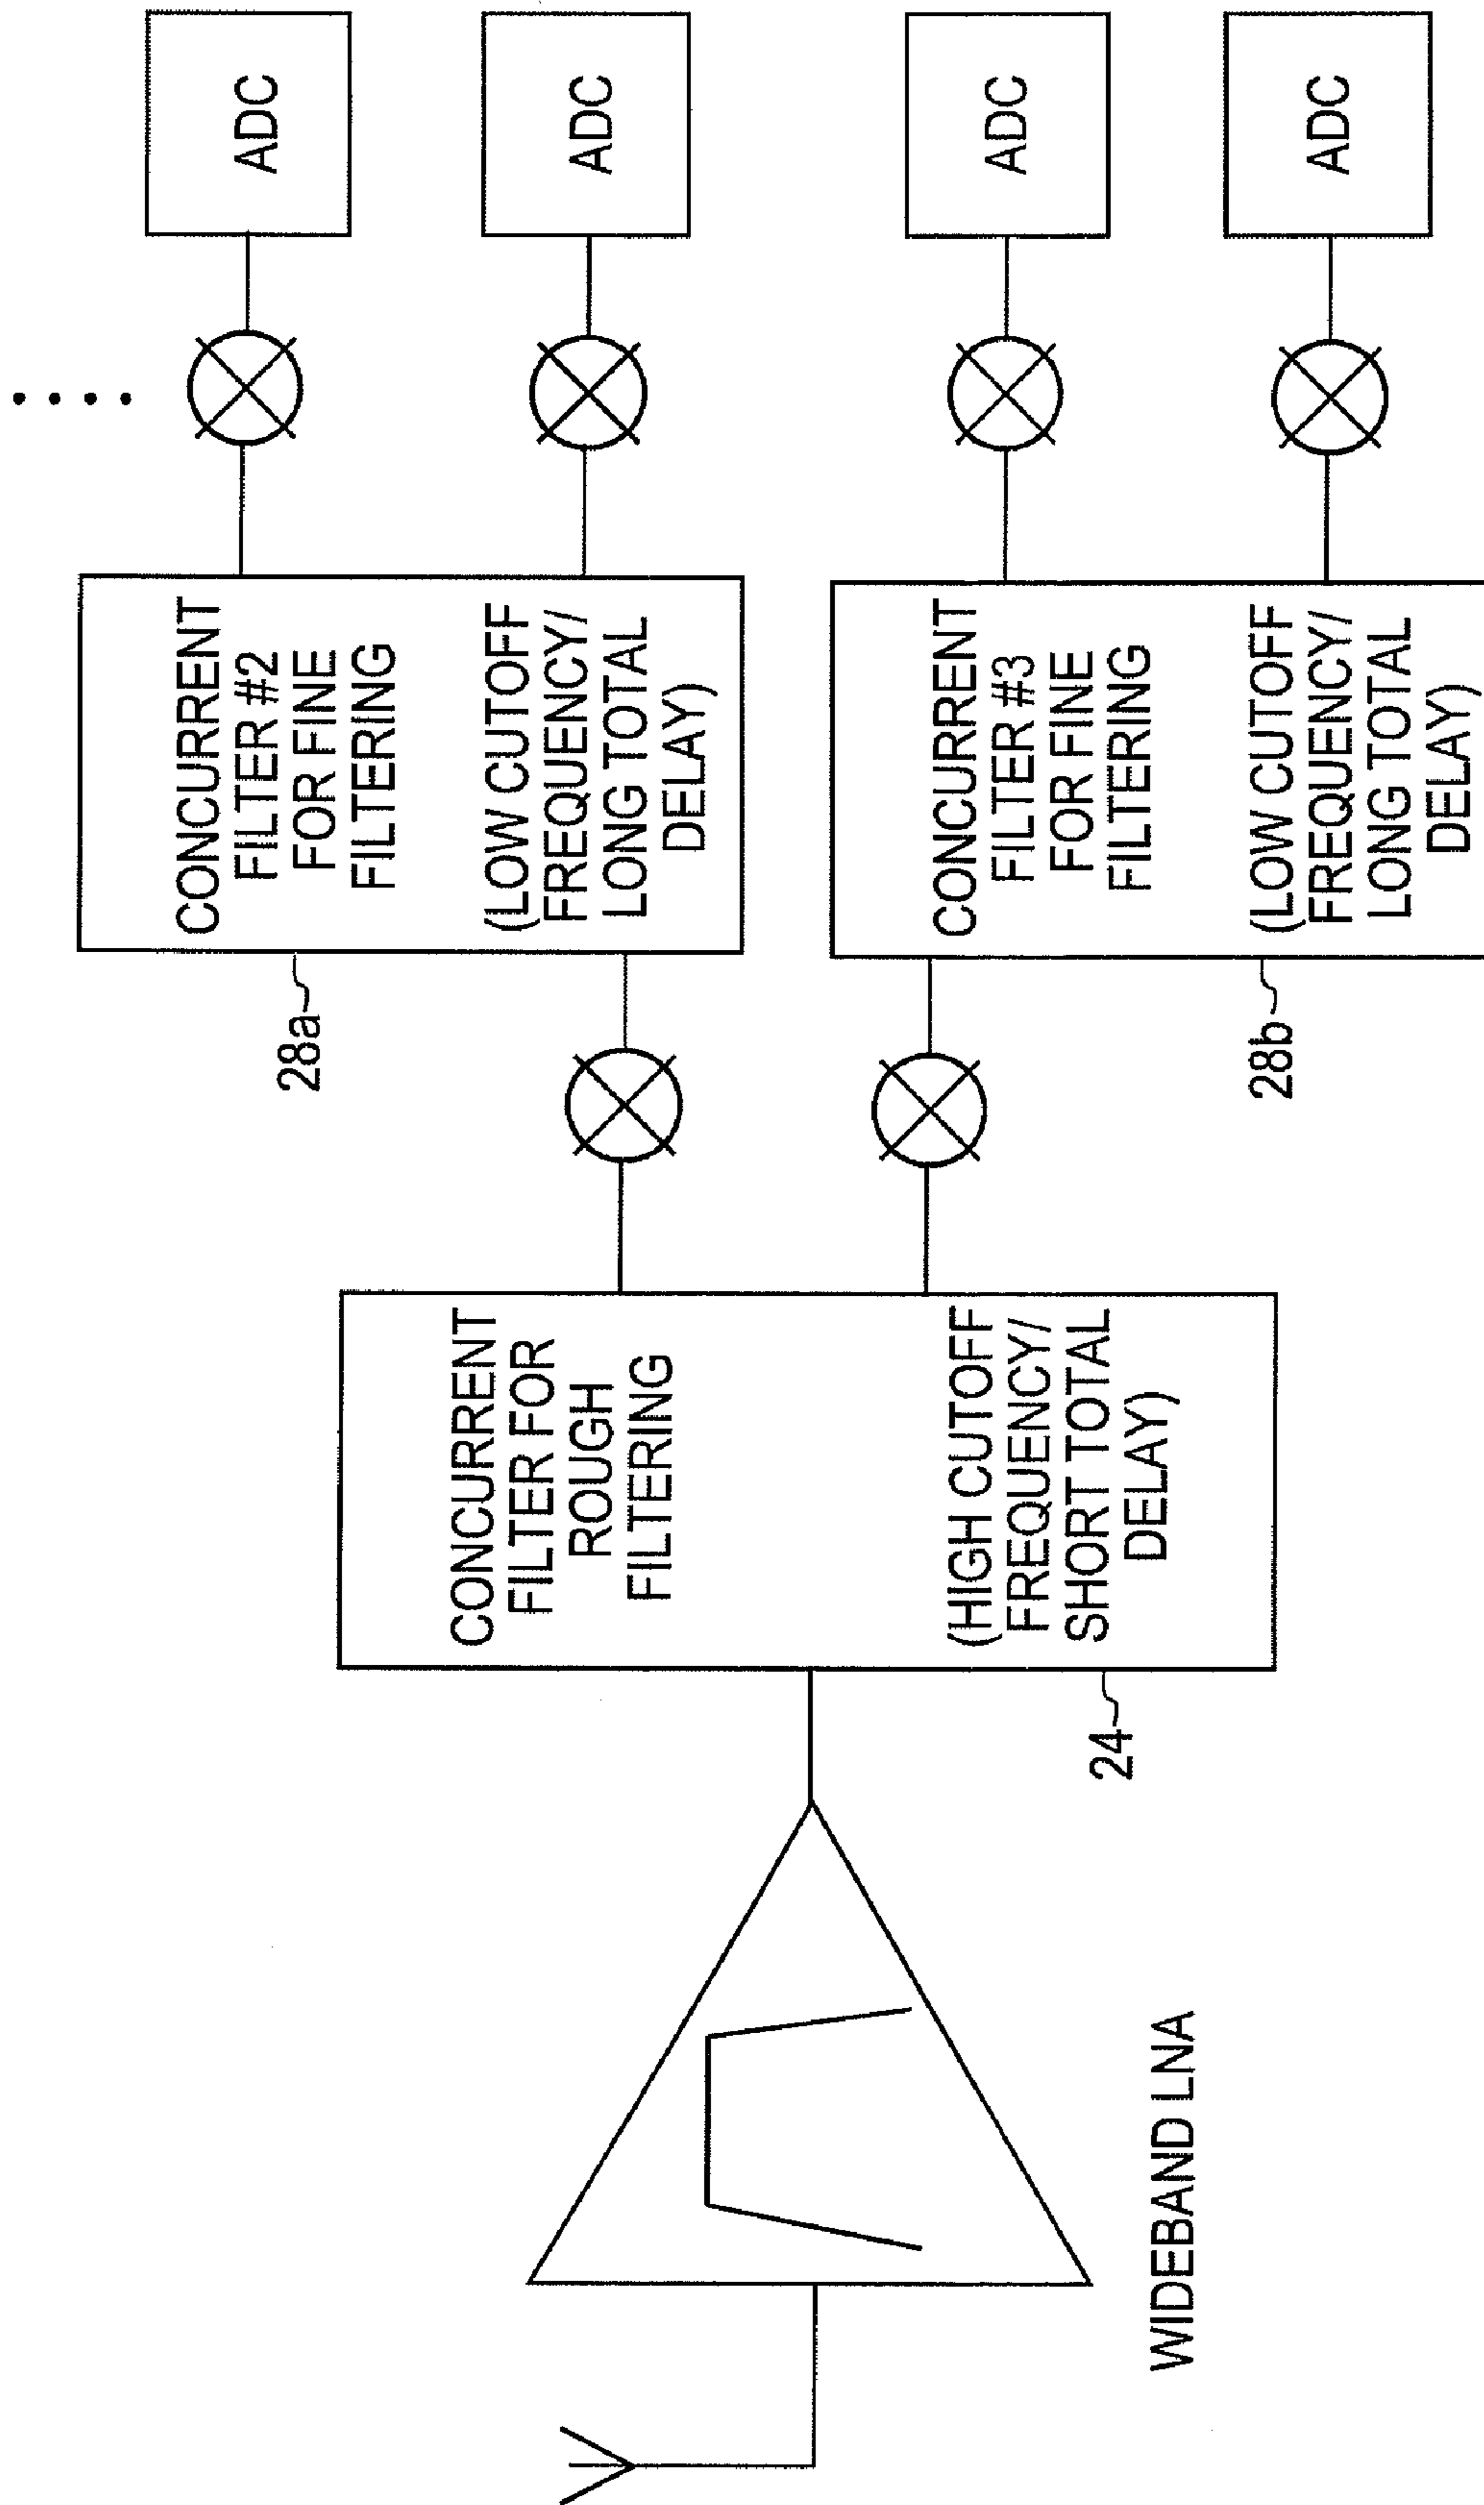 WIDEBAND LNA
24
CONCURRENT
FILTER FOR
ROUGH
FILTERING
(HIGH CUTOFF
FREQUENCY/
SHORT TOTAL
DELAY)
28a
CONCURRENT
FILTER #2
FOR FINE
FILTERING
(LOW CUTOFF
FREQUENCY/
LONG TOTAL
DELAY)
28b
CONCURRENT
FILTER #3
FOR FINE
FILTERING
(LOW CUTOFF
FREQUENCY/
LONG TOTAL
DELAY)
ADC
ADC
ADC
ADC